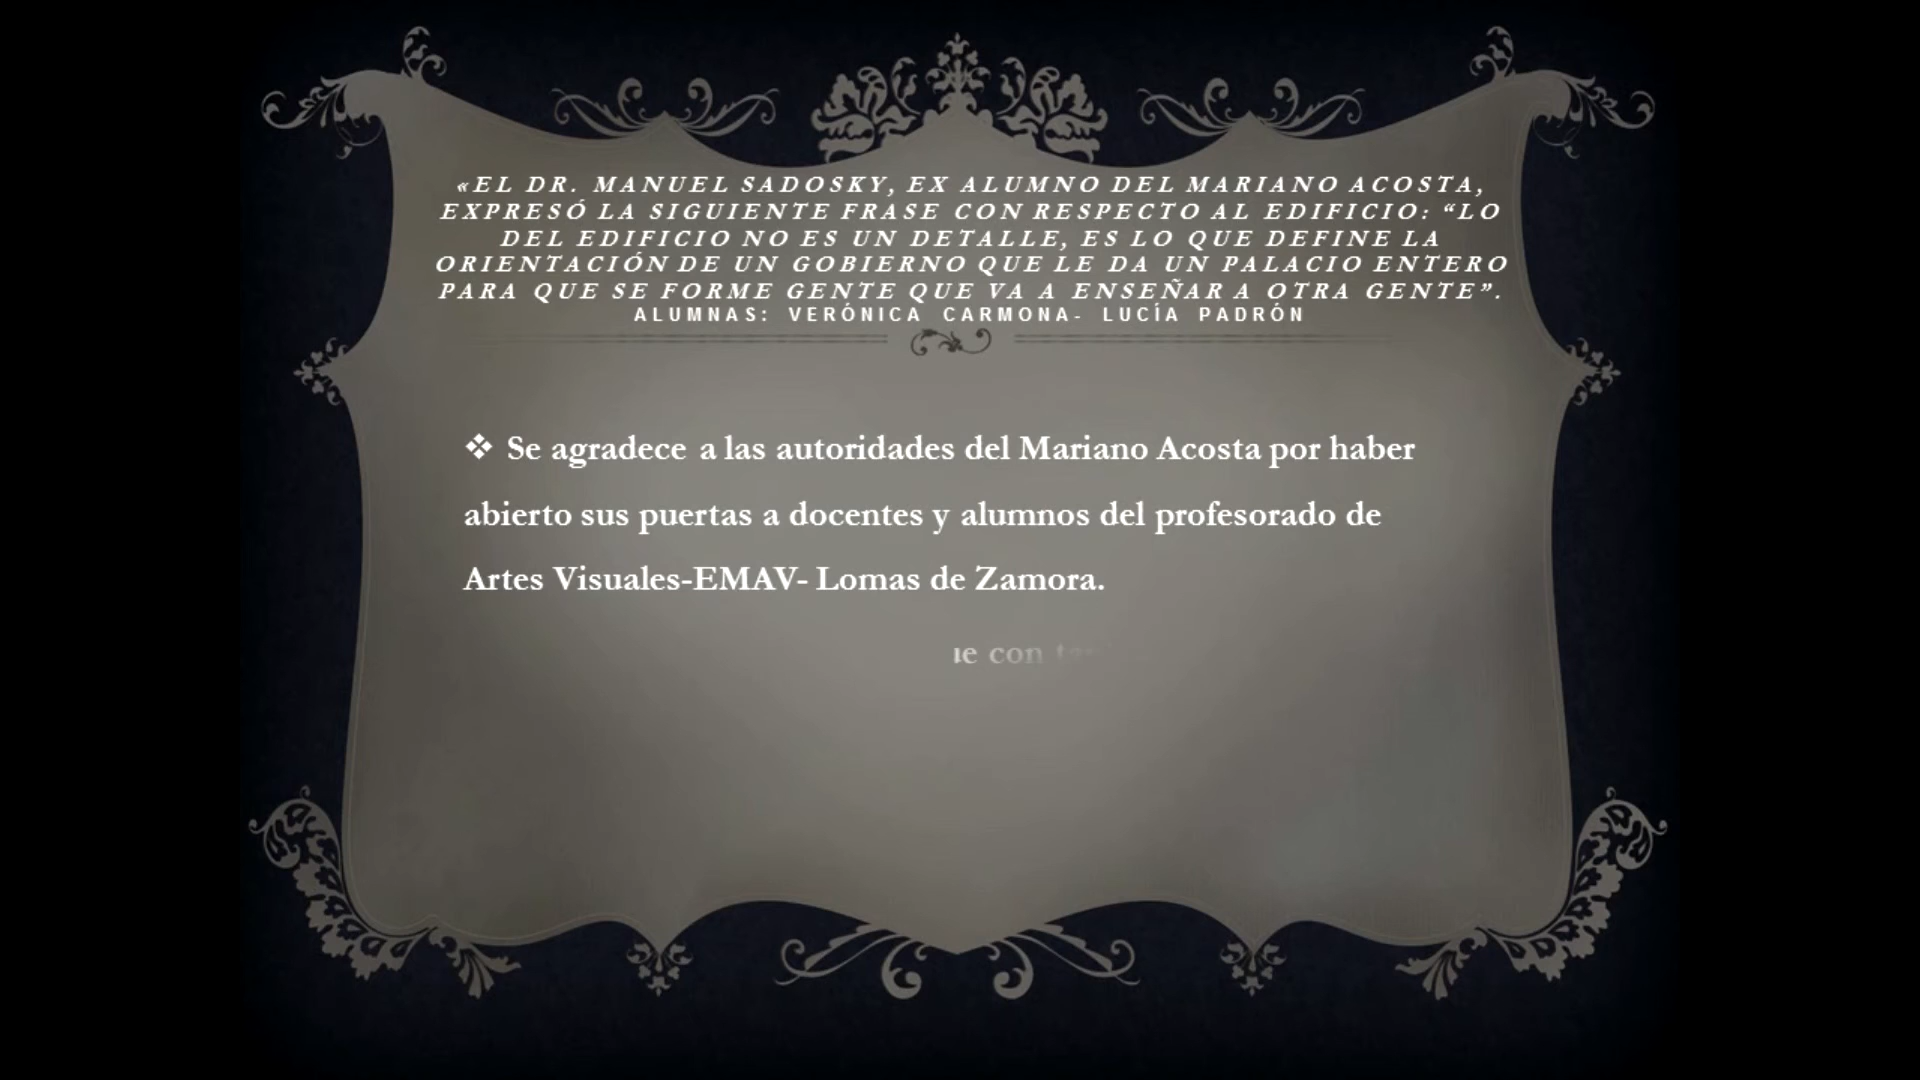 «EL DR. MANUEL SADOSKY, EX ALUMNO DEL MARIANO ACOSTA,
EXPRESÓ LA SIGUIENTE FRASE CON RESPECTO AL EDIFICIO: “LO
DEL EDIFICIO NO ES UN DETALLE, ES LO QUE DEFINE LA
ORIENTACIÓN DE UN GOBIERNO QUE LE DA UN PALACIO ENTERO
PARA QUE SE FORME GENTE QUE VA A ENSEÑAR A OTRA GENTE”.
ALUMNAS: VERÓNICA CARMONA- LUCÍA PADRÓN
❖ Se agradece a las autoridades del Mariano Acosta por haber
abierto sus puertas a docentes y alumnos del profesorado de
Artes Visuales-EMAV- Lomas de Zamora.
con